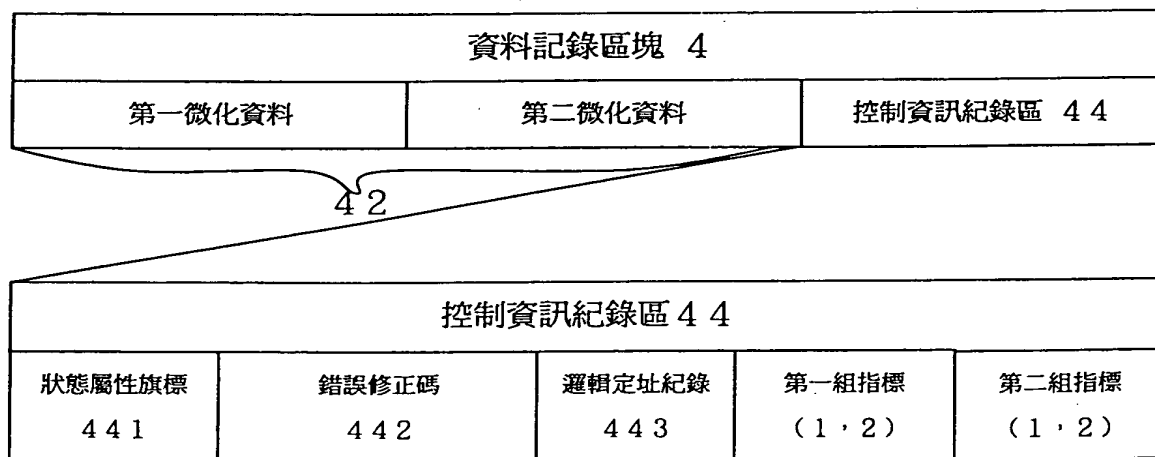 資料記錄區塊 4
第一微化資料 第二微化資料 控制資訊紀錄區 44
42
控制資訊紀錄區44
狀態屬性旗標 錯誤修正碼 邏輯定址紀錄 第一組指標 第二組指標
441 442 443 (1,2) (1,2)